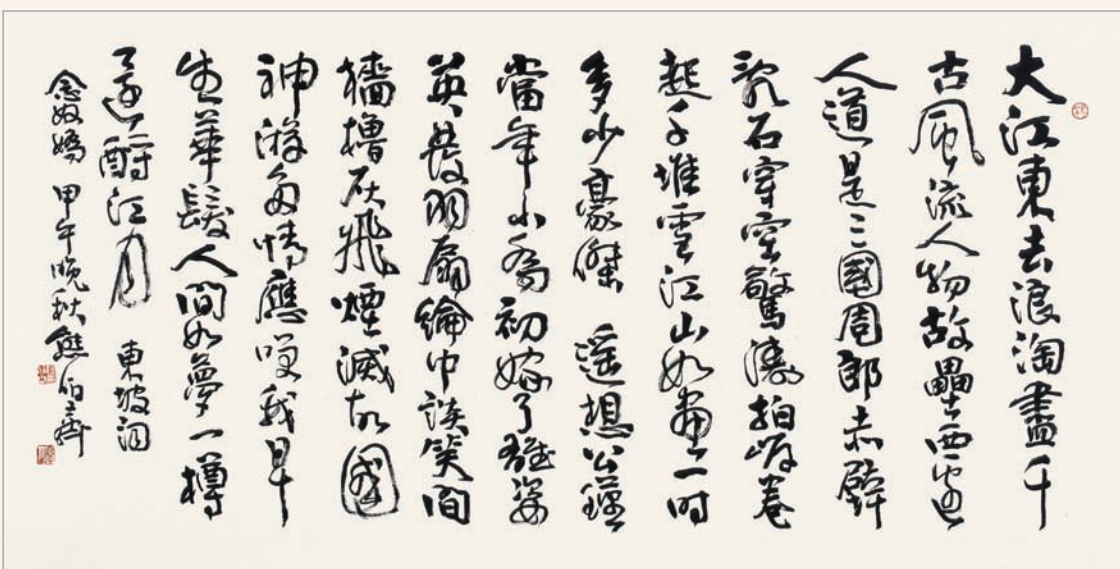 大江東去浪淘盡千
古風流人物故壘西邊
人道是三國周郎赤壁
亂石穿空驚濤拍岸卷
起千堆雪江山如畫一時
多少豪傑 遥想公瑾
當年小喬初嫁了雄姿
英發羽扇綸巾談笑間
檣櫓灰飛煙滅故國
神游多情應笑我早
生華髮人間如夢一樽
還酹江月 東坡詞
念奴嬌 甲午晚秋熊伯齊